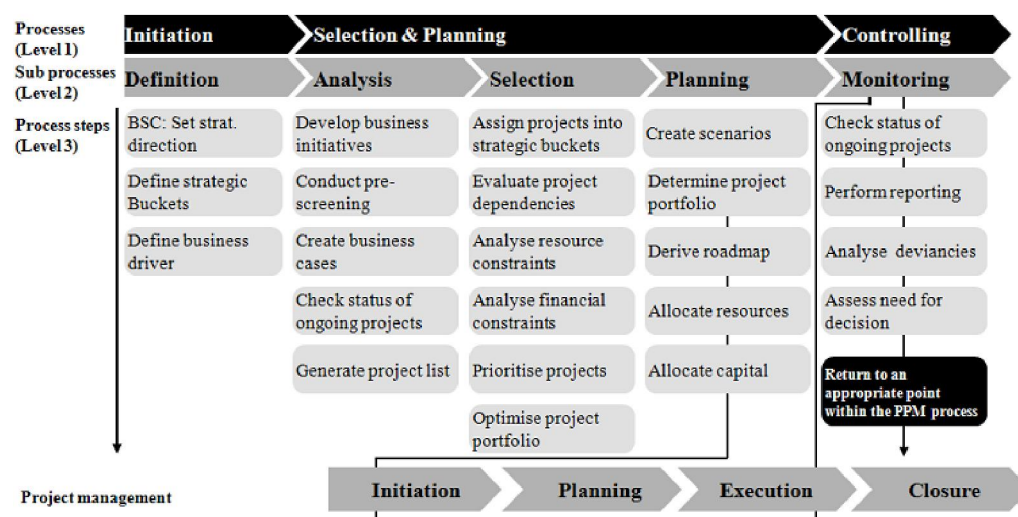 Processes
(Level 1)
Initiation
Selection & Planning
Controlling
Sub processes
(Level 2)
Definition
Analysis
Selection
Planning
Monitoring
Process steps
(Level 3)
BSC: Set strat.
direction
Define strategic
Buckets
Define business
driver
Develop business
initiatives
Conduct pre-
screening
Create business
cases
Check status of
ongoing projects
Generate project list
Assign projects into
strategic buckets
Evaluate project
dependencies
Analyse resource
constraints
Analyse financial
constraints
Prioritise projects
Optimise project
portfolio
Create scenarios
Determine project
portfolio
Derive roadmap
Allocate resources
Allocate capital
Check status of
ongoing projects
Perform reporting
Analyse deviancies
Assess need for
decision
Return to an
appropriate point
within the PPM process
Project management
Initiation
Planning
Execution
Closure